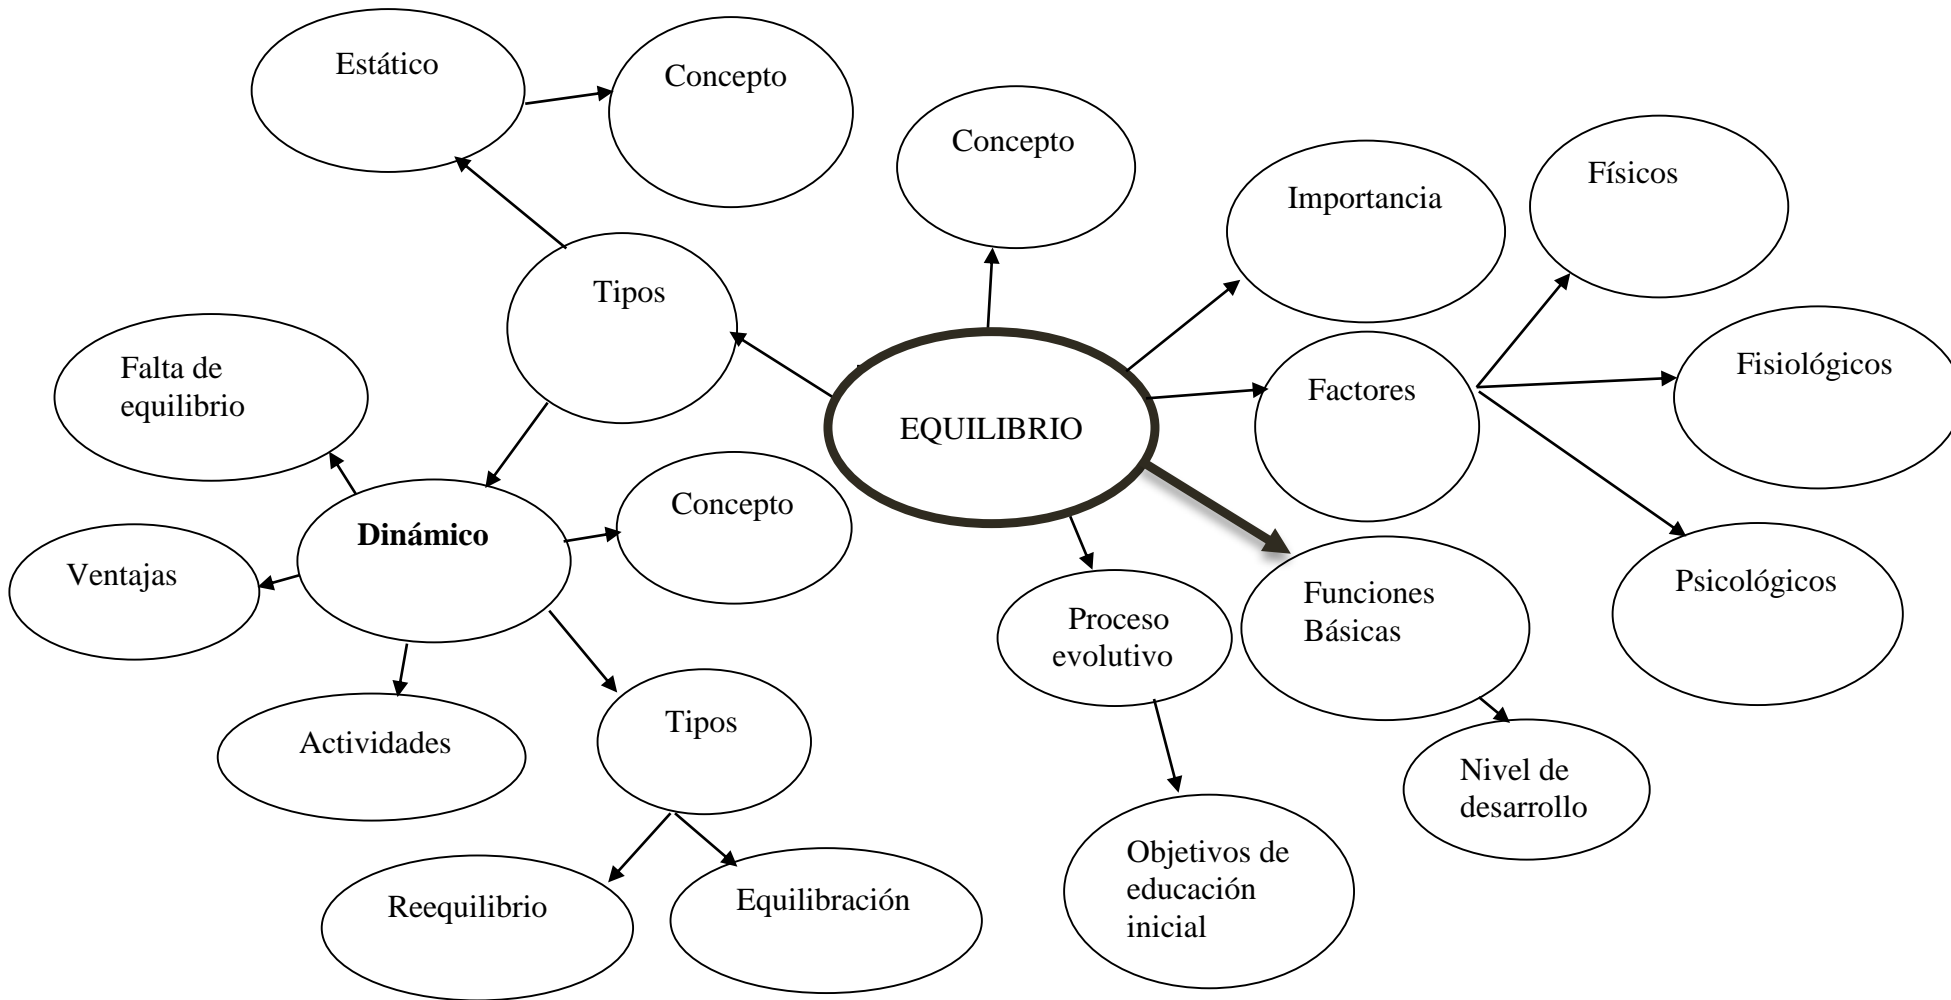 Estático
Concepto
Concepto
Importancia
Físicos
Tipos
Falta de
equilibrio
EQUILIBRIO
Factores
Fisiológicos
Dinámico
Concepto
Ventajas
Proceso
evolutivo
Funciones
Básicas
Psicológicos
Actividades
Tipos
Nivel de
desarrollo
Reequilibrio
Equilibración
Objetivos de
educación
inicial